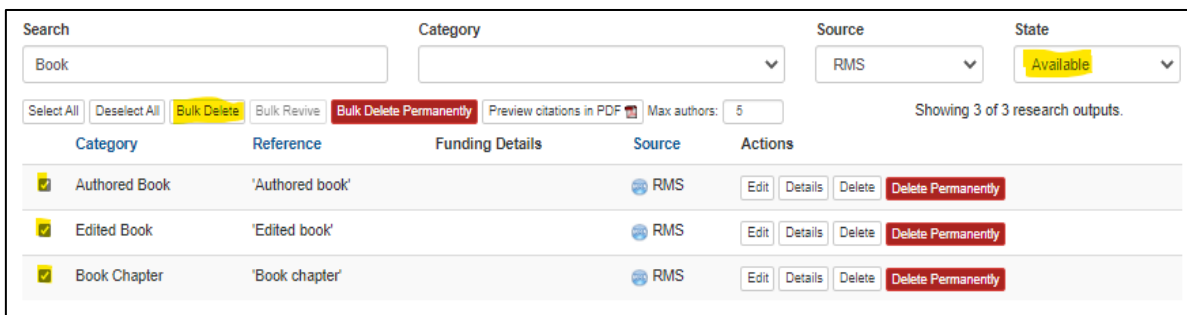 Search Category Source State
Book RMS Available
Select All Deselect All Bulk Delete Bulk Revive Bulk Delete Permanently Preview citations in PDF Max authors: 5 Showing 3 of 3 research outputs.
Category Reference Funding Details Source Actions
Authored Book 'Authored book' RMS Edit Details Delete Delete Permanently
Edited Book 'Edited book' RMS Edit Details Delete Delete Permanently
Book Chapter 'Book chapter' RMS Edit Details Delete Delete Permanently